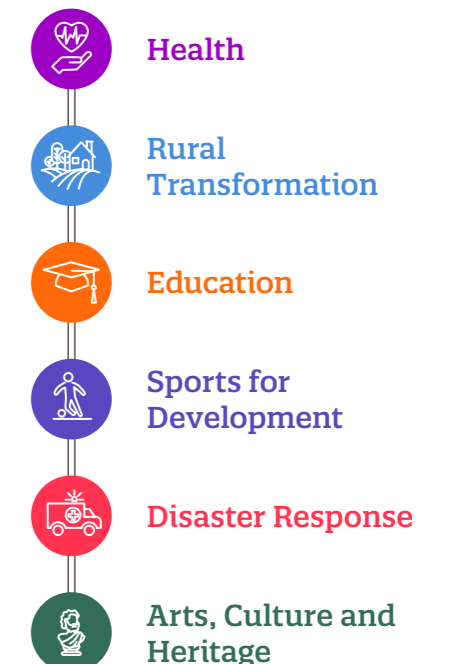 Health
Rural
Transformation
Education
Sports for
Development
Disaster Response
Arts, Culture and
Heritage